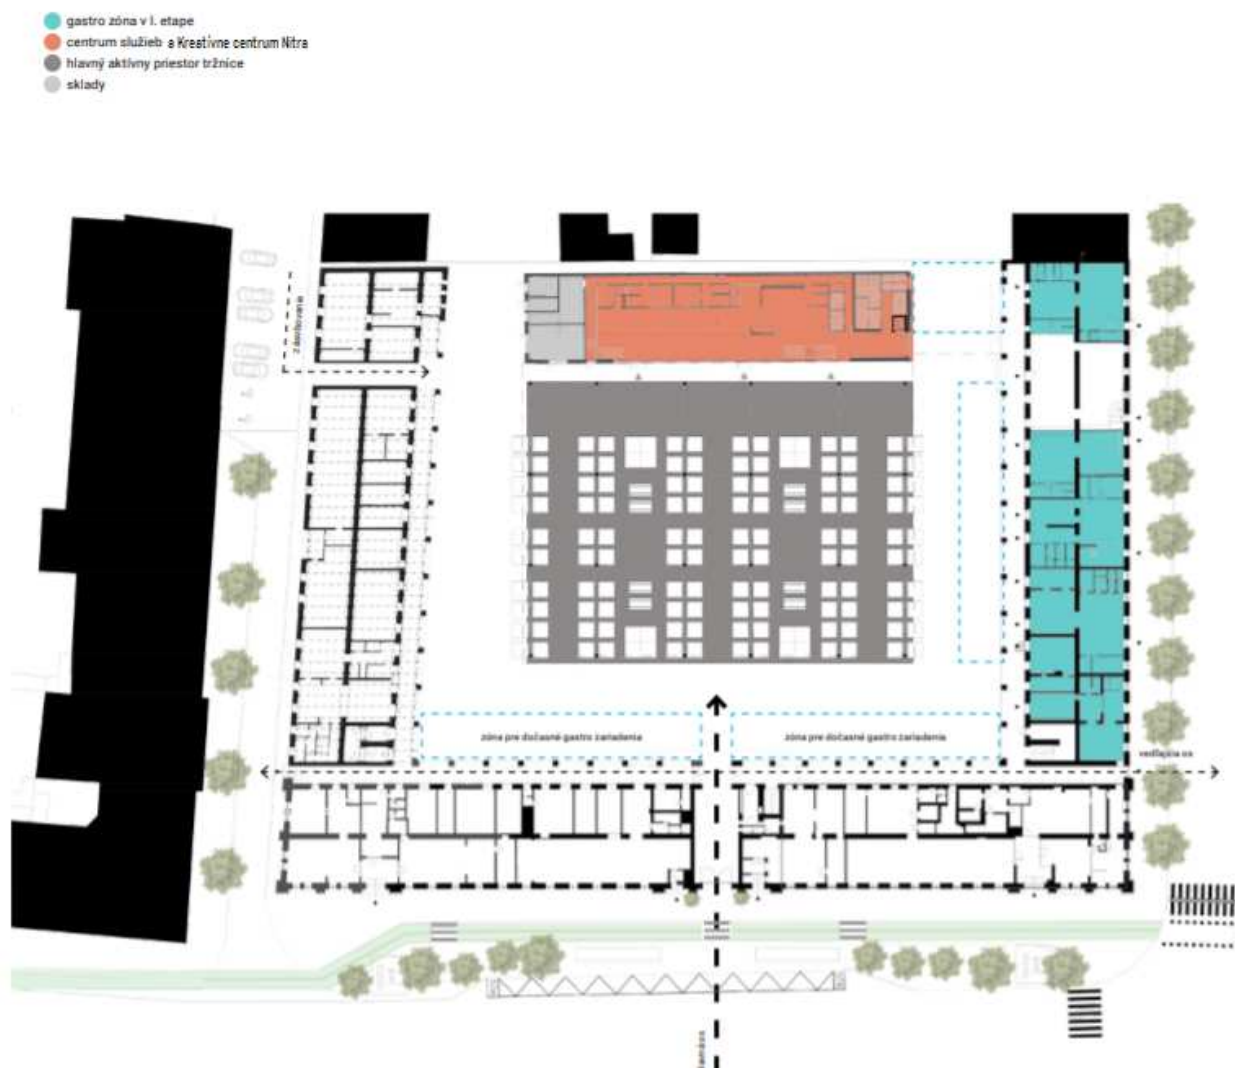 gastro zóna v I. etape
centrum služieb a Kreatívne centrum Nitra
hlavný aktívny priestor tržnice
sklady
zásobovanie
zóna pre dočasné gastro zariadenia
zóna pre dočasné gastro zariadenia
vedľajšia os